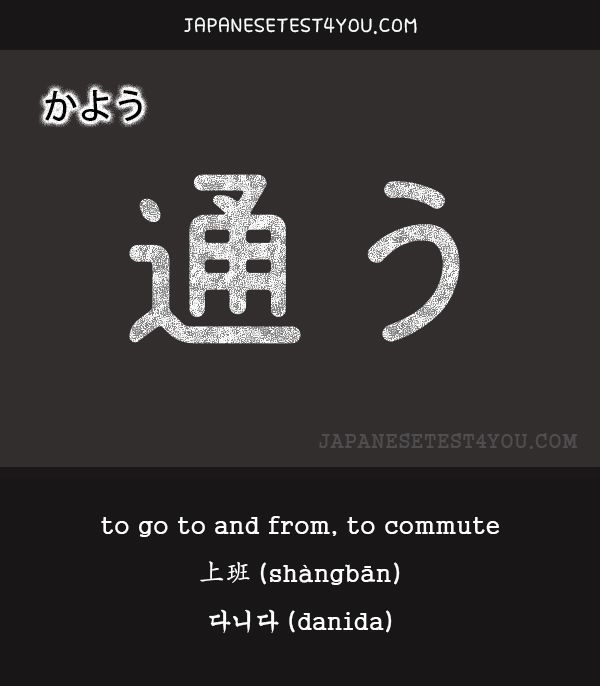 JAPANESETEST4YOU.COM
かよう
通う
JAPANESETEST4YOU.COM
to go to and from, to commute
上班 (shàngbān)
다니다 (danida)